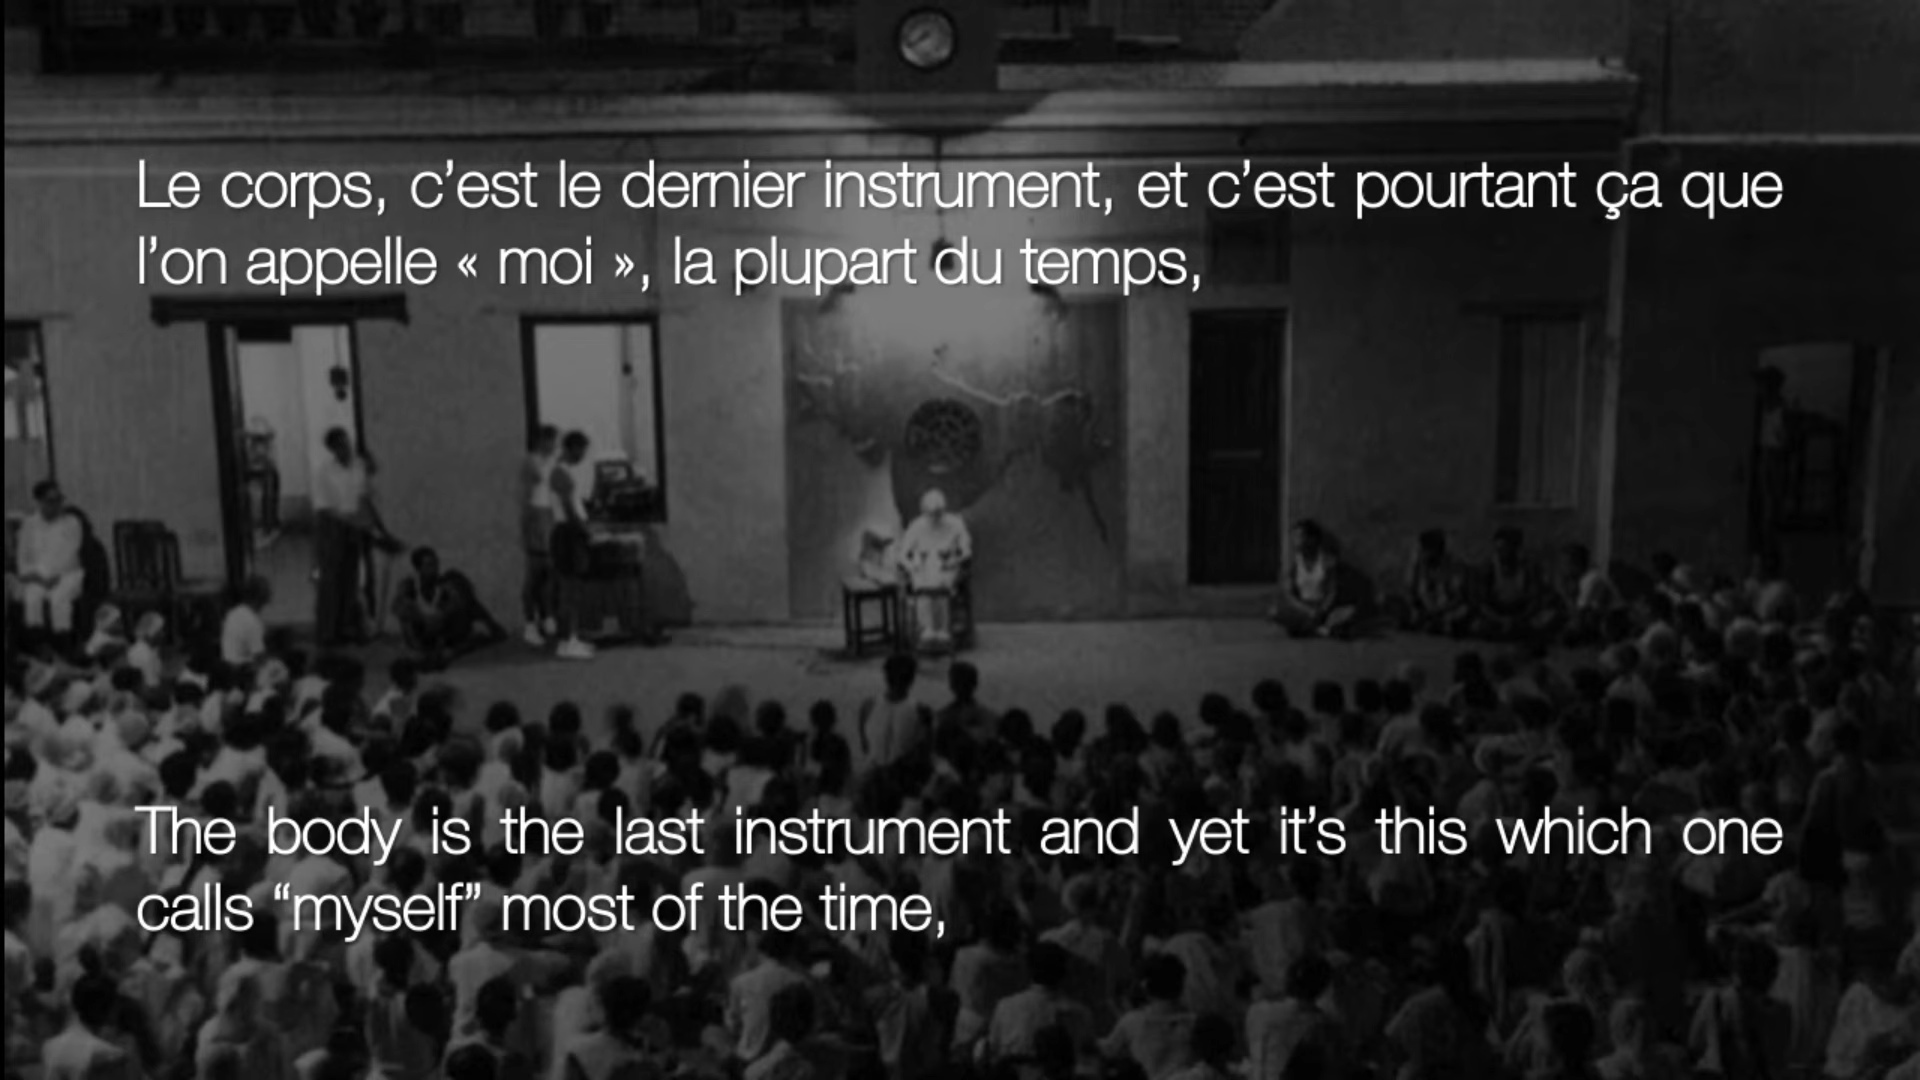 Le corps, c’est le dernier instrument, et c’est pourtant ça que
l’on appelle « moi », la plupart du temps,
The body is the last instrument and yet it’s this which one
calls “myself” most of the time,